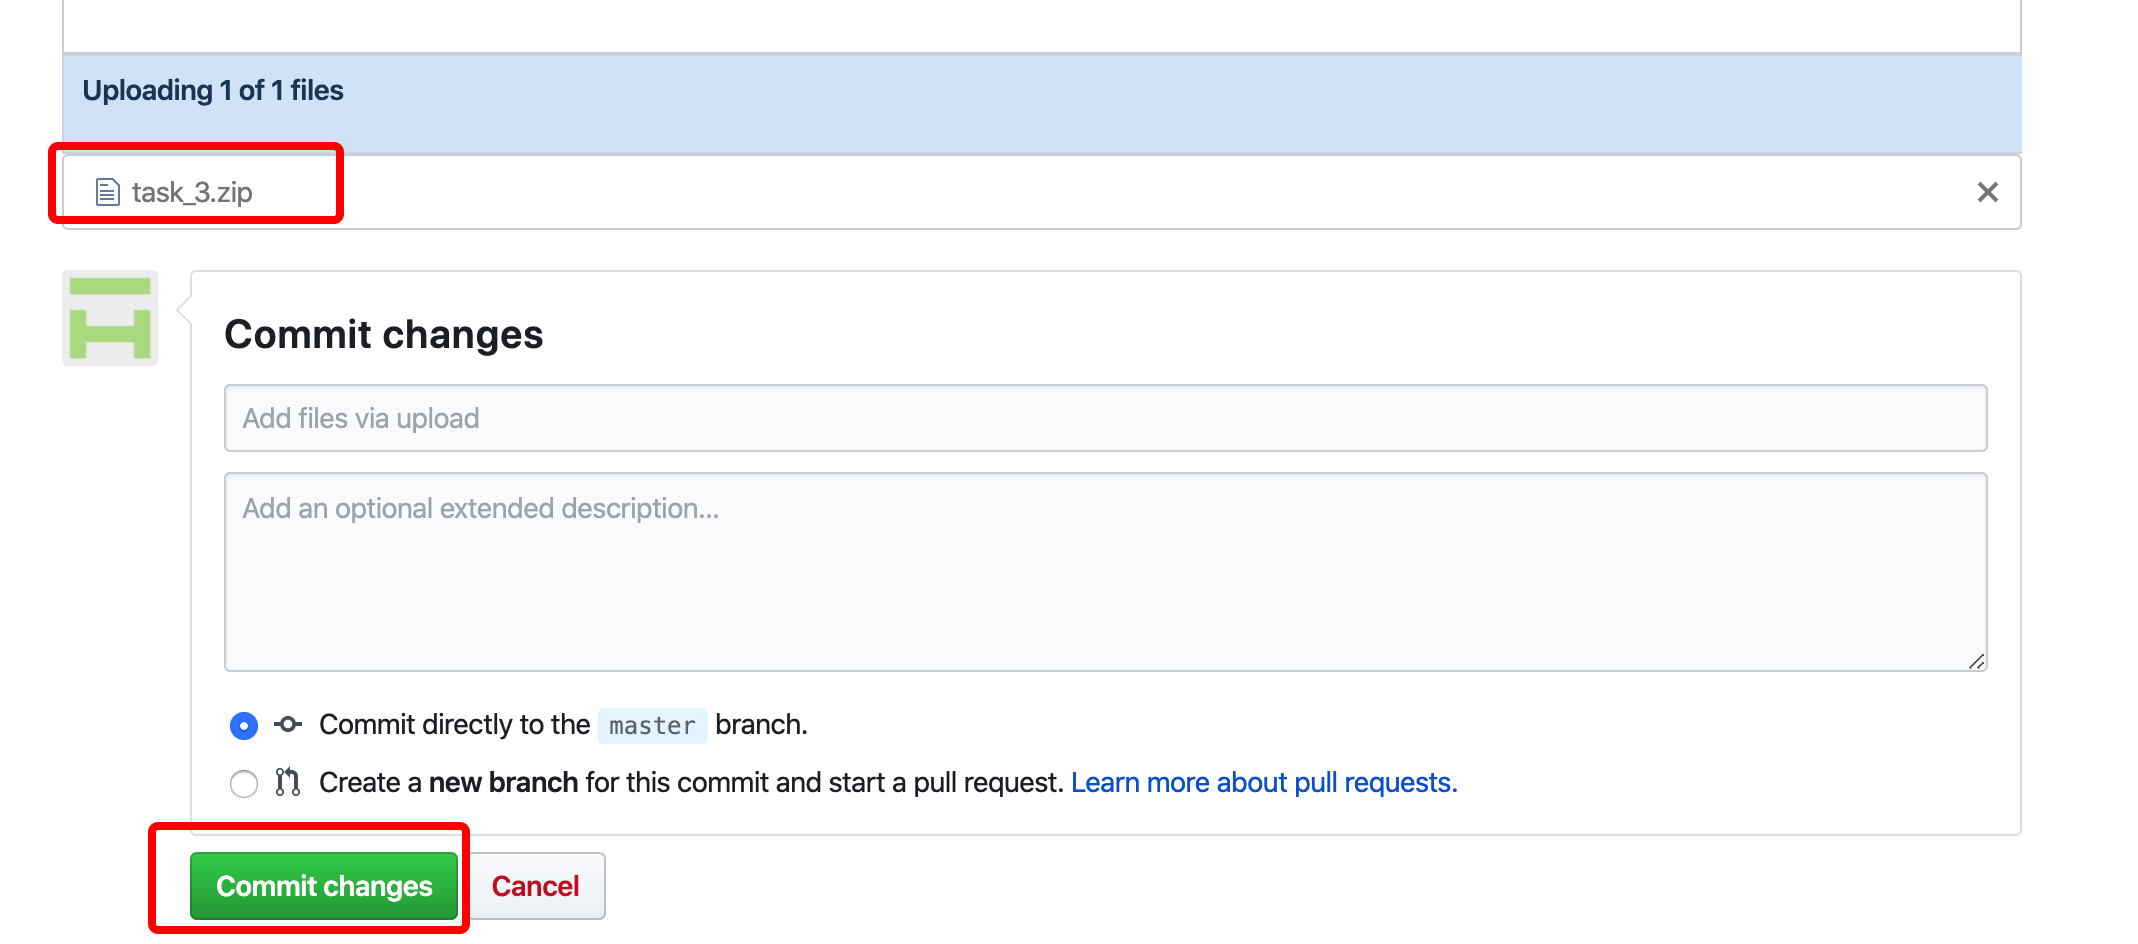 Uploading 1 of 1 files
task_3.zip
Commit changes
Add files via upload
Add an optional extended description...
Commit directly to the master branch.
Create a new branch for this commit and start a pull request. Learn more about pull requests.
Commit changes Cancel